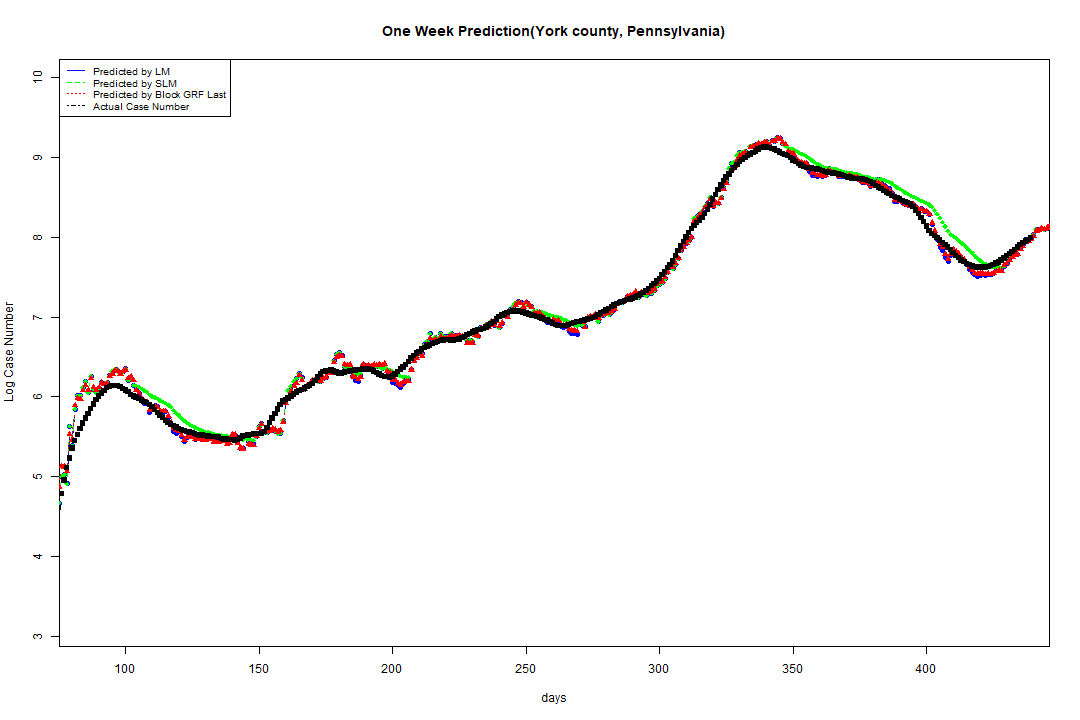 One Week Prediction(York county, Pennsylvania)
Predicted by LM
Predicted by SLM
Predicted by Block GRF Last
Actual Case Number
10
9
8
7
6
5
4
3
Log Case Number
100 150 200 250 300 350 400
days